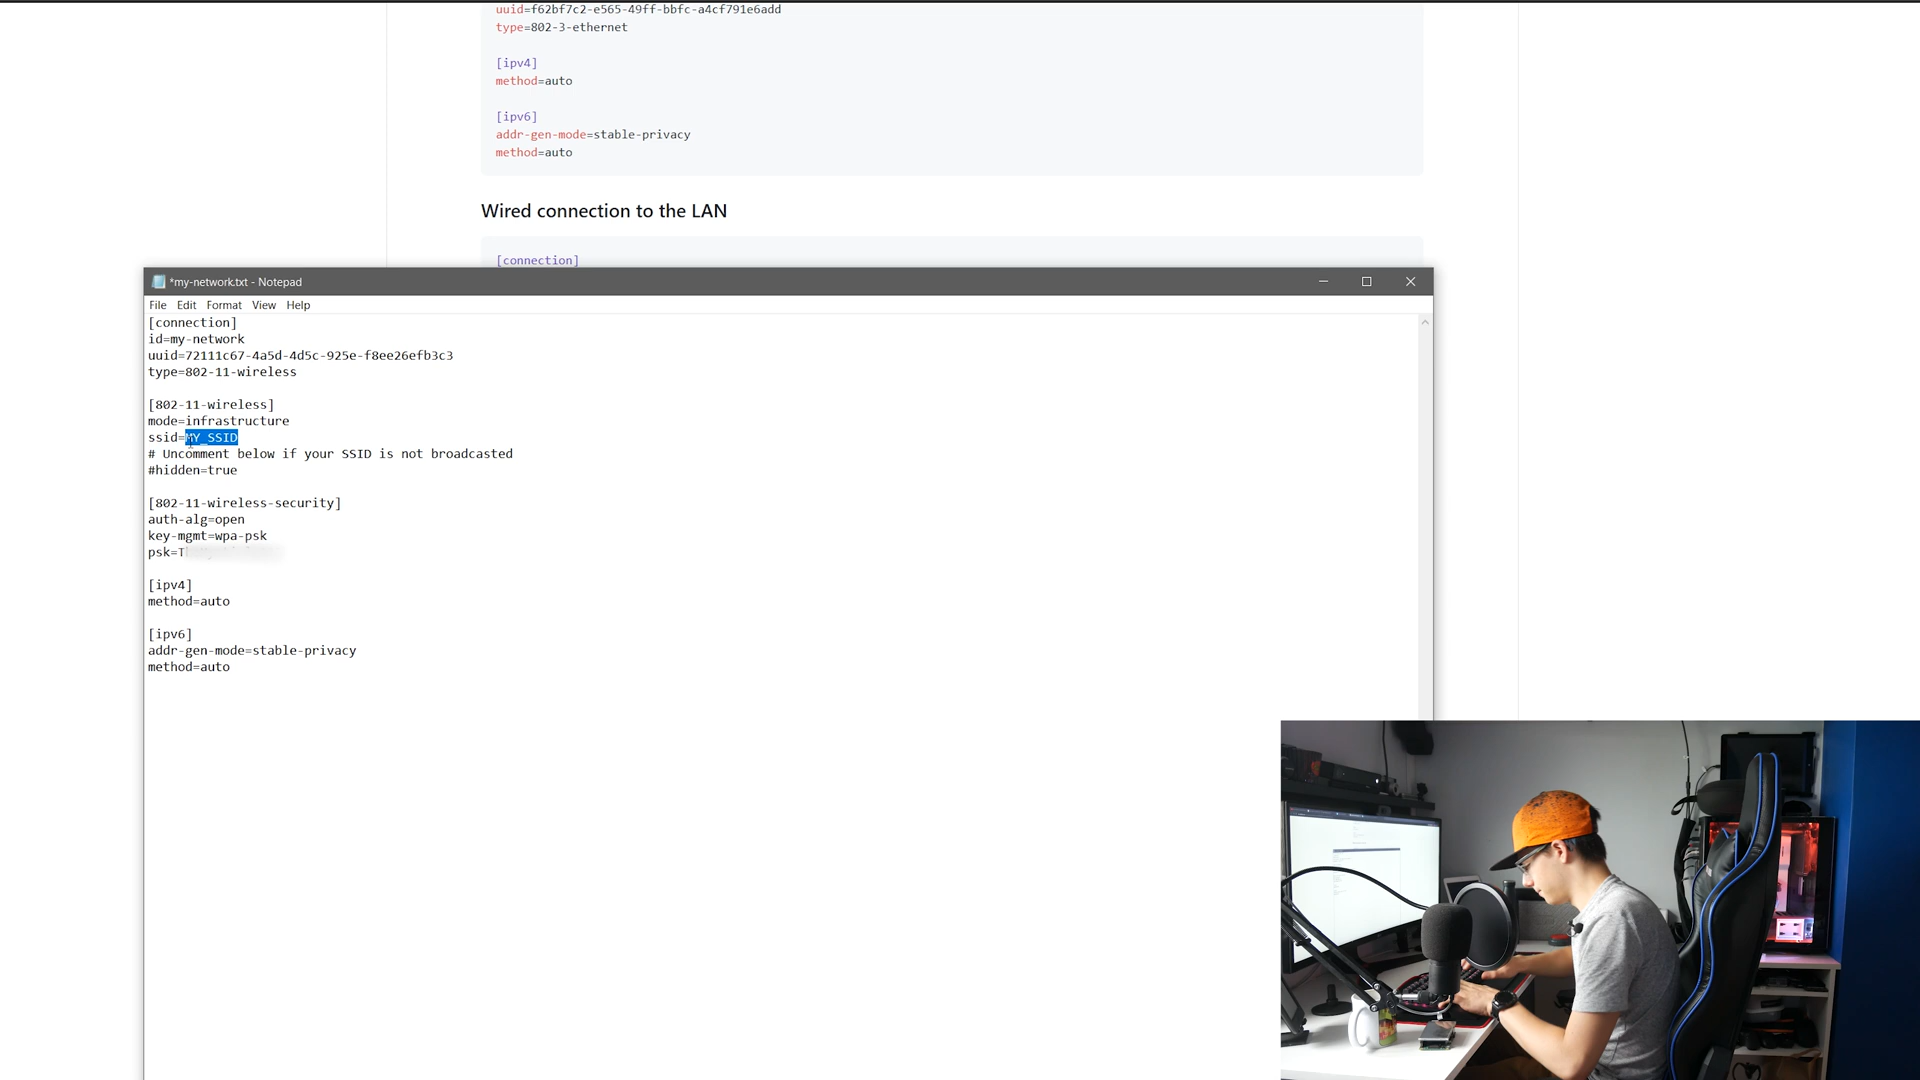 uuid=f62bf7c2-e565-49ff-bbfc-a4cf791e6add
type=802-3-ethernet
[ipv4]
method=auto
[ipv6]
addr-gen-mode=stable-privacy
method=auto
Wired connection to the LAN
[connection]
*my-network.txt - Notepad
File Edit Format View Help
[connection]
id=my-network
uuid=72111c67-4a5d-4d5c-925e-f8ee26efb3c3
type=802-11-wireless
[802-11-wireless]
mode=infrastructure
ssid=MY_SSID
# Uncomment below if your SSID is not broadcasted
#hidden=true
[802-11-wireless-security]
auth-alg=open
key-mgmt=wpa-psk
psk=T
[ipv4]
method=auto
[ipv6]
addr-gen-mode=stable-privacy
method=auto